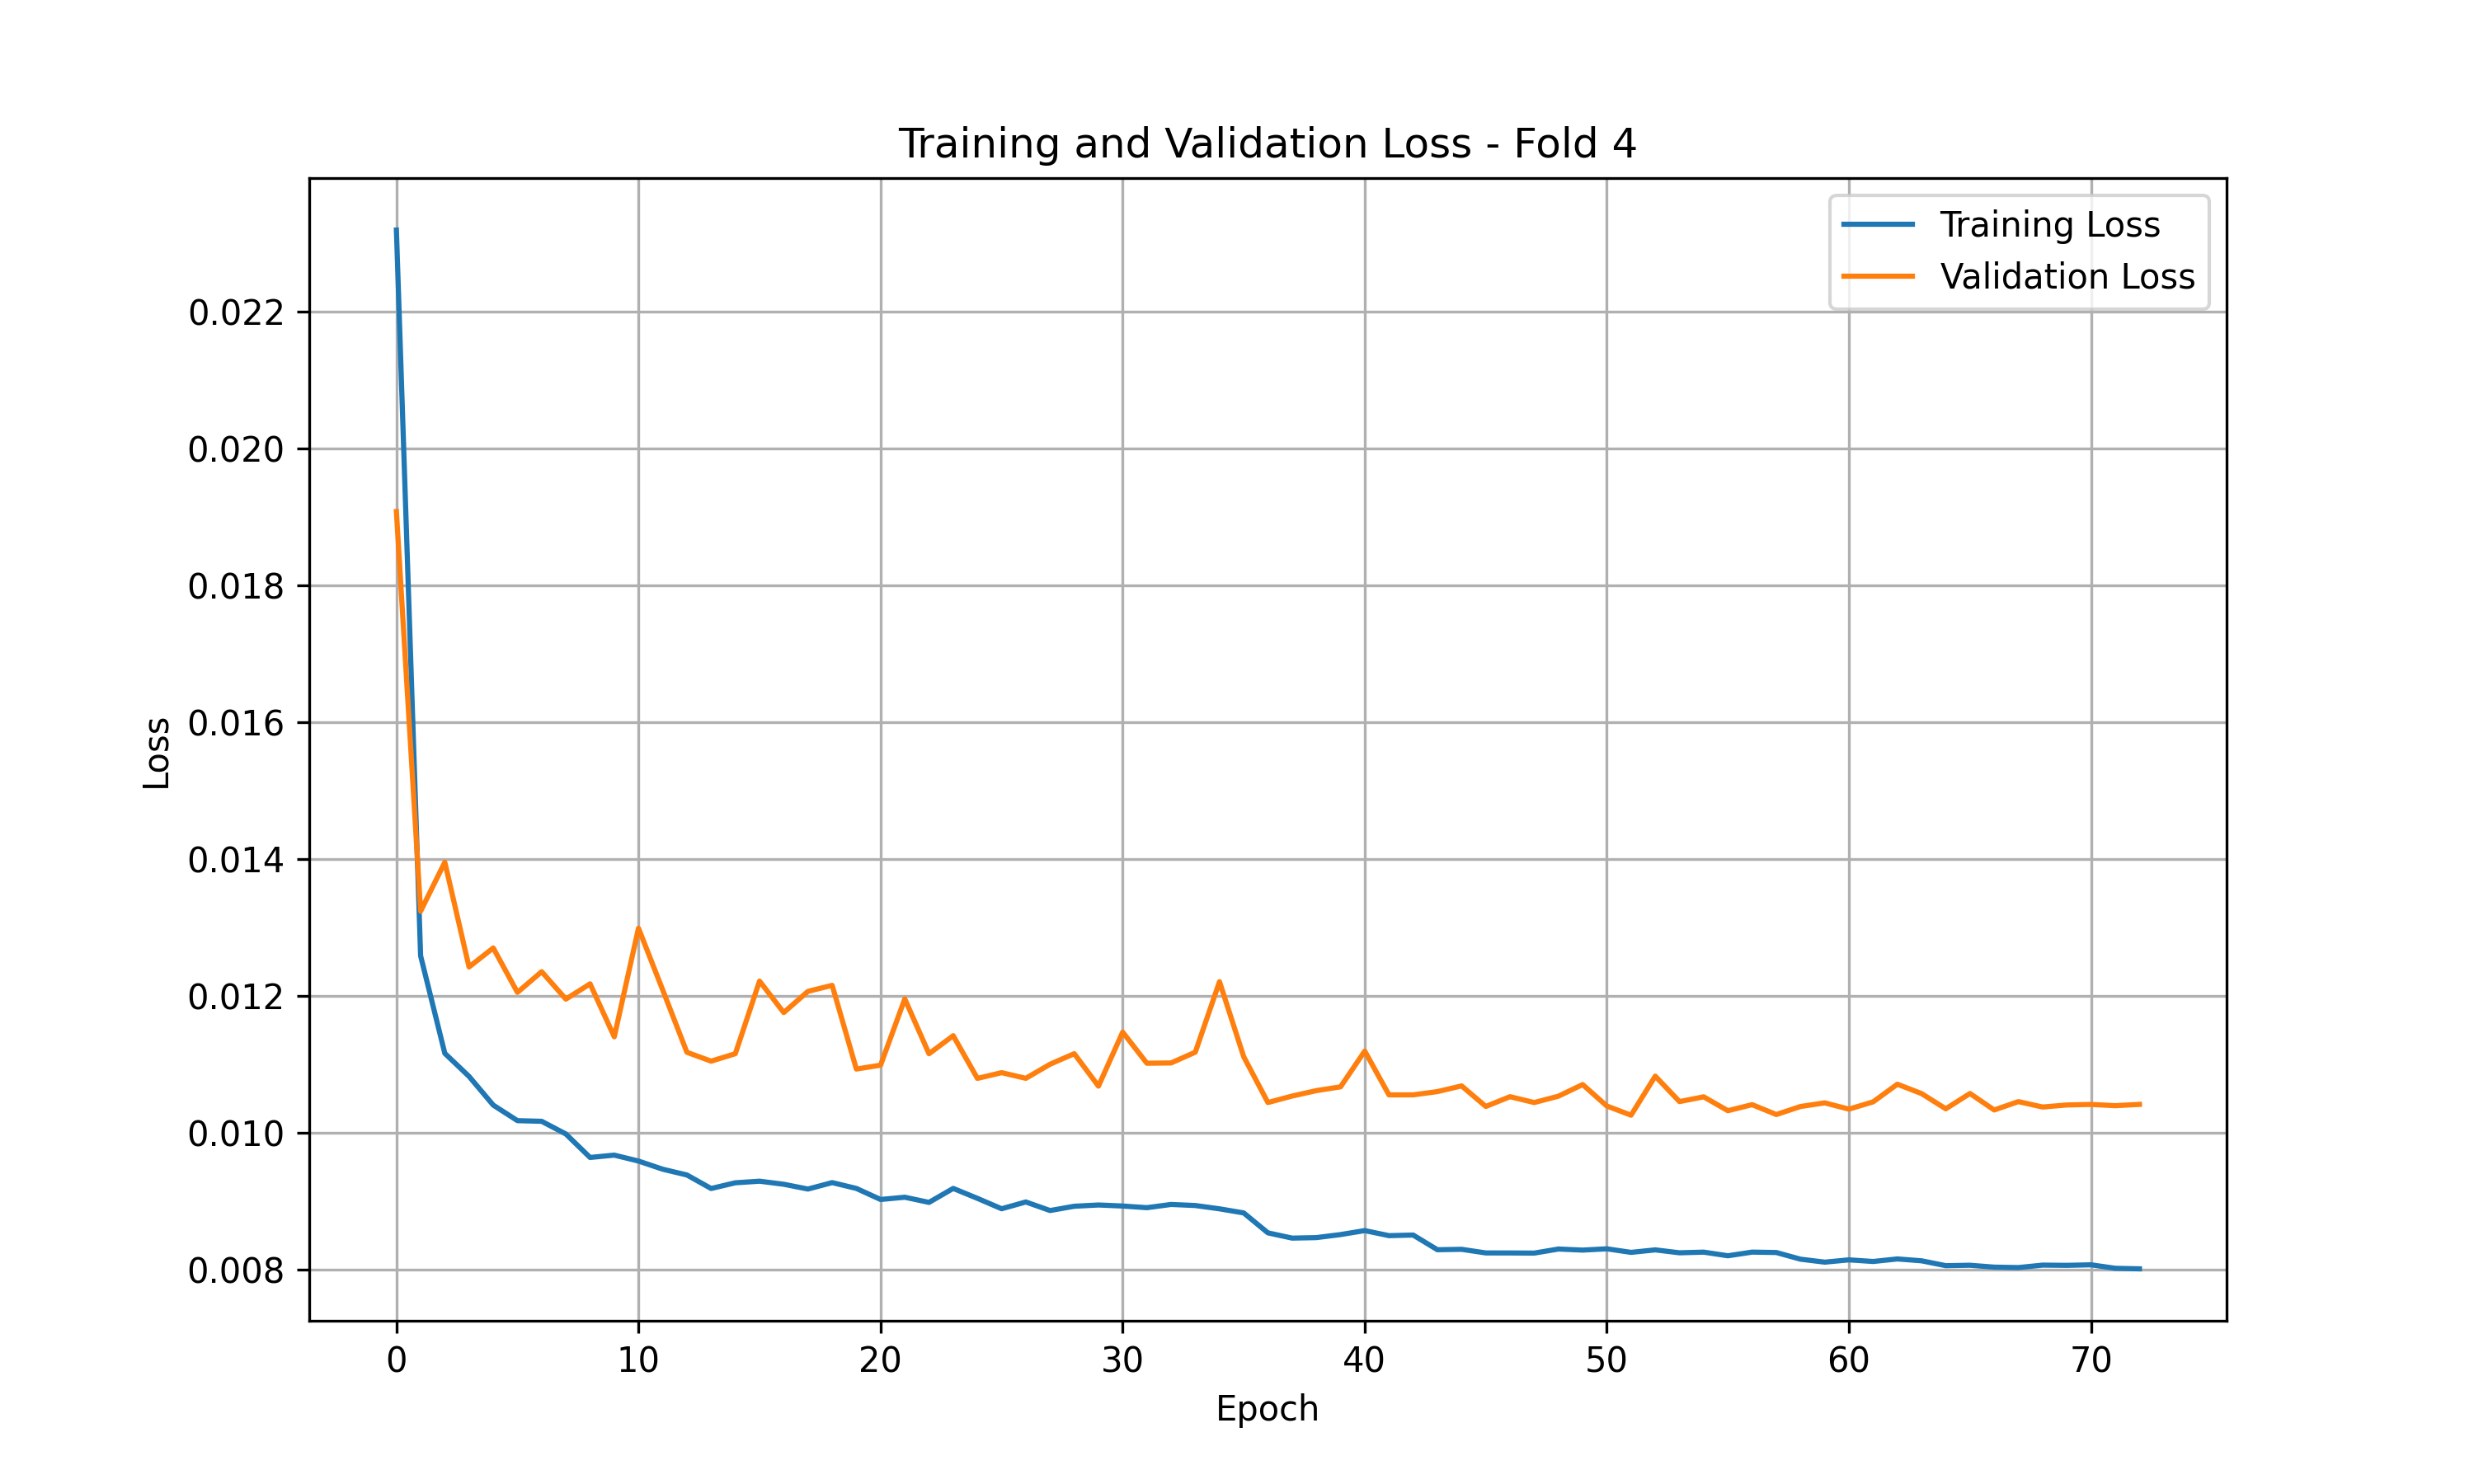 Training and Validation Loss - Fold 4
Training Loss
Validation Loss
0.022
0.020
0.018
0.016
0.014
0.012
0.010
0.008
Loss
0 10 20 30 40 50 60 70
Epoch